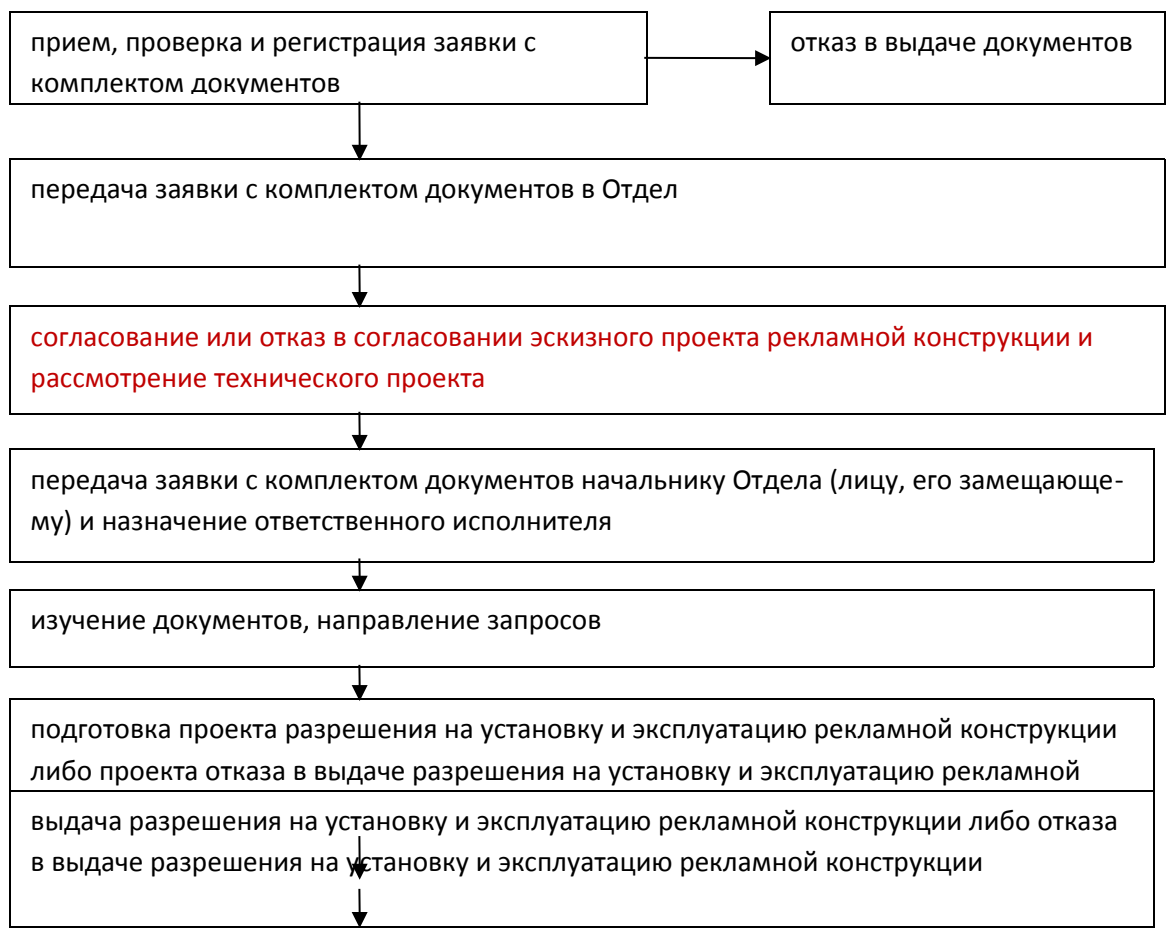 прием, проверка и регистрация заявки с
комплектом документов
отказ в выдаче документов
передача заявки с комплектом документов в Отдел
согласование или отказ в согласовании эскизного проекта рекламной конструкции и
рассмотрение технического проекта
передача заявки с комплектом документов начальнику Отдела (лицу, его замещающе-
му) и назначение ответственного исполнителя
изучение документов, направление запросов
подготовка проекта разрешения на установку и эксплуатацию рекламной конструкции
либо проекта отказа в выдаче разрешения на установку и эксплуатацию рекламной
выдача разрешения на установку и эксплуатацию рекламной конструкции либо отказа
в выдаче разрешения на установку и эксплуатацию рекламной конструкции